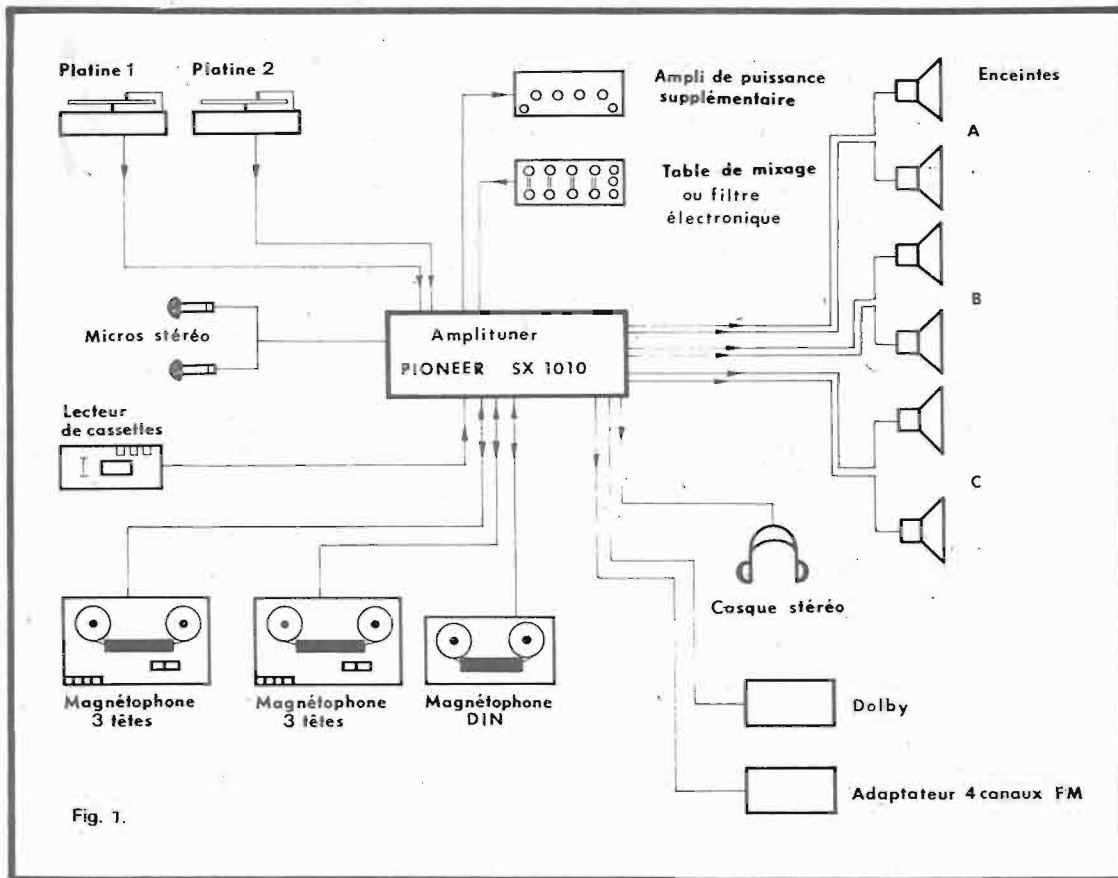 Platine 1
Platine 2
Ampli de puissance
supplémentaire
Enceintes
A
Table de mixage
ou filtre
électronique
B
Micros stéréo
Amplituner
PIONEER SX 1010
Lecteur
de cassettes
C
Casque stéréo
Magnétophone
3 têtes
Magnétophone
3 têtes
Magnétophone
DIN
Dolby
Adaptateur 4 canaux FM
Fig. 1.